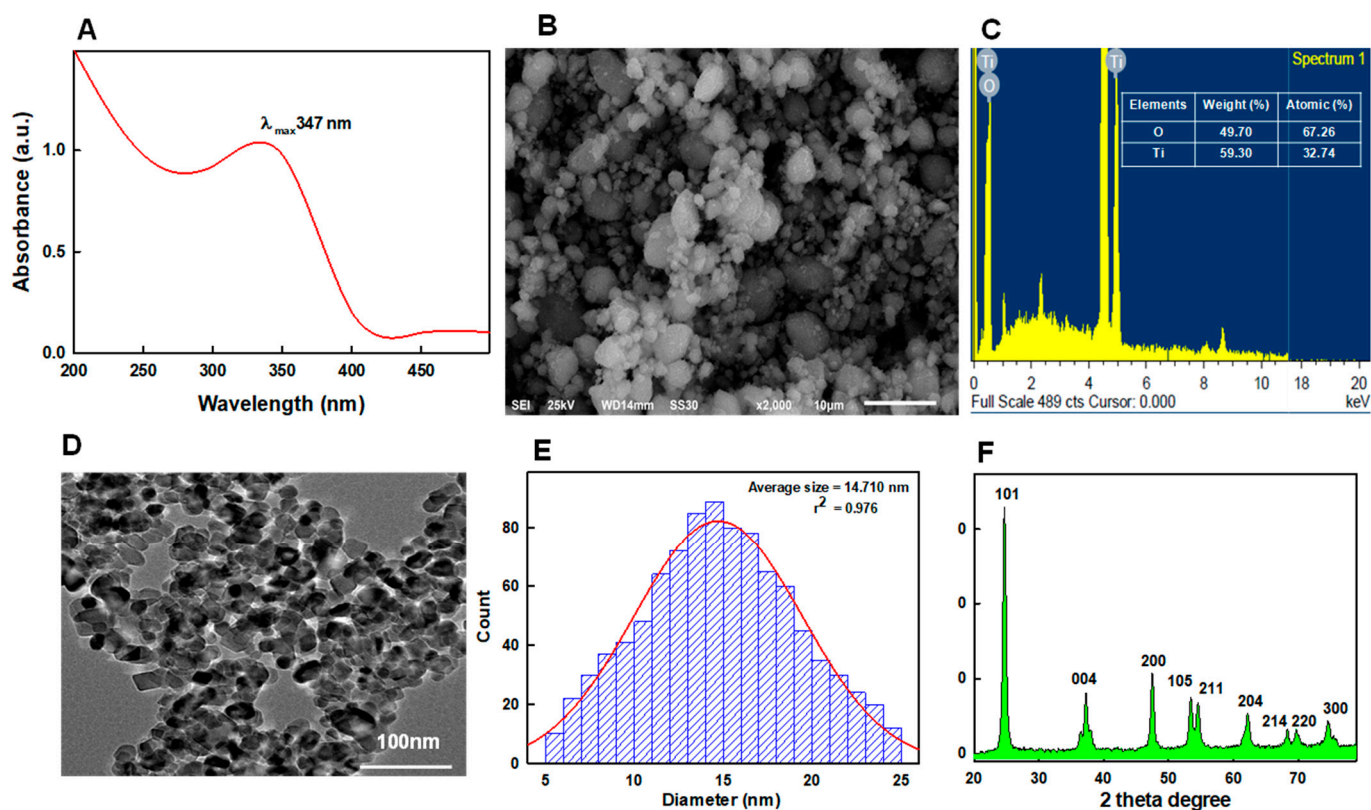 A
λmax347 nm
Absorbance (a.u.)
1.0
0.5
0.0
200 250 300 350 400 450
Wavelength (nm)
B
SEI 25kV WD14mm SS30 x2,000 10µm
C
Spectrum 1
Ti
O
Ti
Elements Weight (%) Atomic (%)
O 49.70 67.26
Ti 59.30 32.74
0 2 4 6 8 10 18 20
Full Scale 489 cts Cursor: 0.000 keV
D
100nm
E
Average size = 14.710 nm
r2 = 0.976
Count
80
60
40
20
0
5 10 15 20 25
Diameter (nm)
F
101
004
200
105
211
204
214
220
300
0
0
0
0
20 30 40 50 60 70
2 theta degree